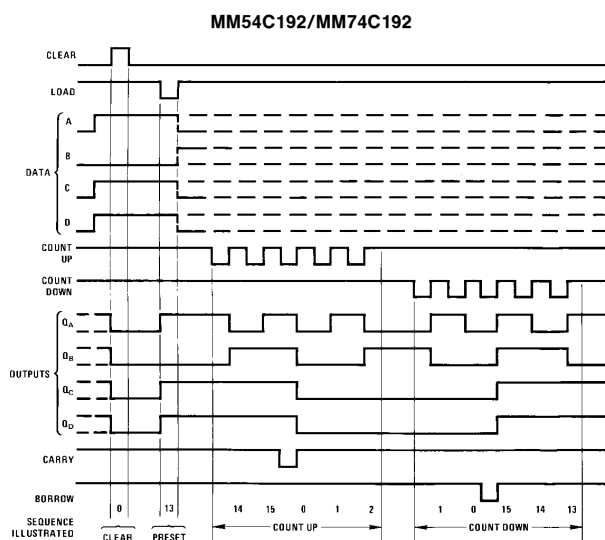 MM54C192/MM74C192
CLEAR
LOAD
A
B
DATA
C
D
COUNT
UP
COUNT
DOWN
QA
QB
OUTPUTS
QC
QD
CARRY
BORROW
0 13 14 15 0 1 2 1 0 15 14 13
SEQUENCE
ILLUSTRATED
CLEAR PRESET COUNT UP COUNT DOWN